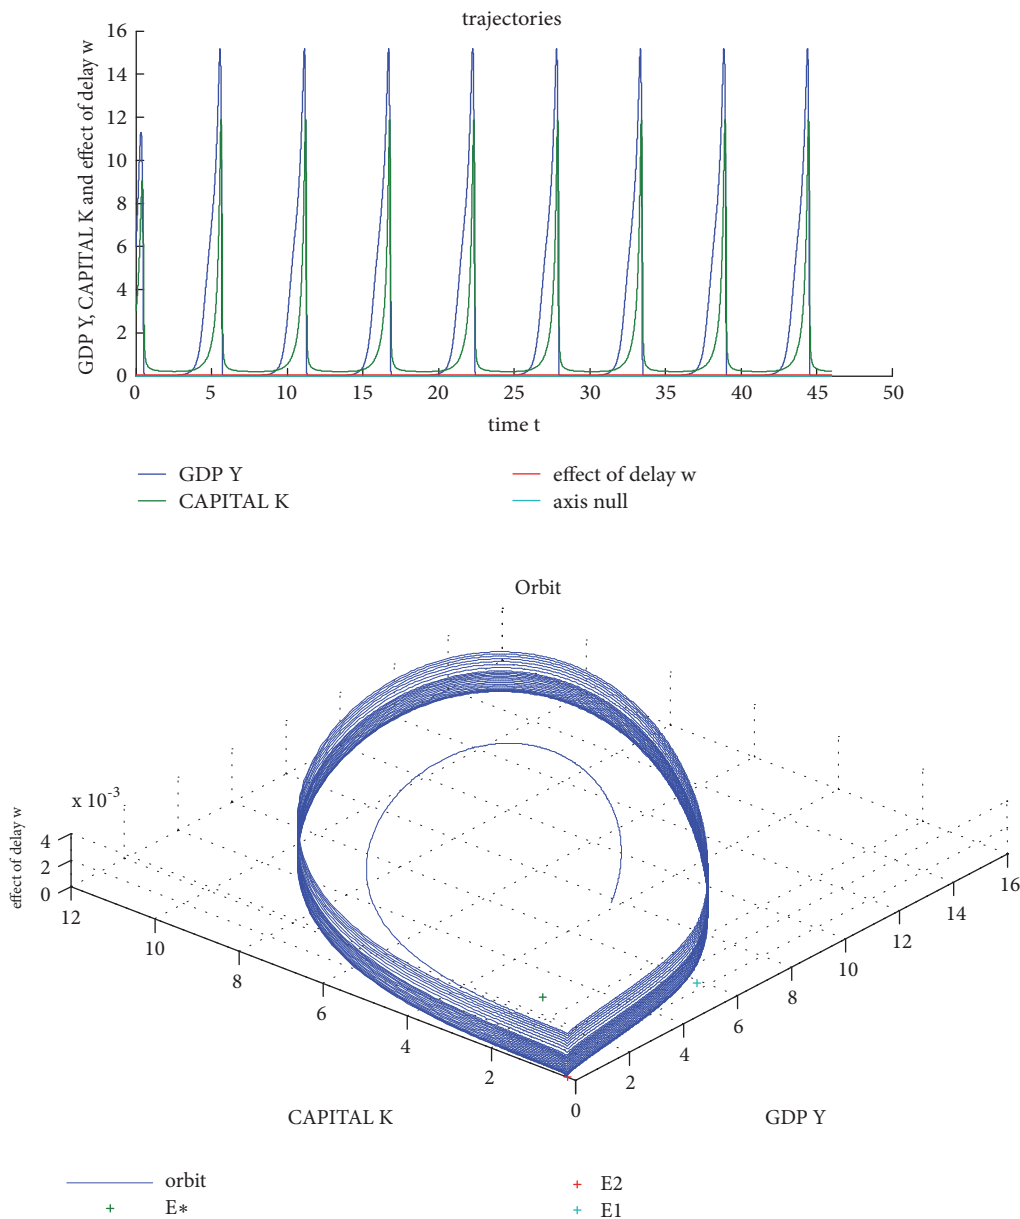 trajectories
GDP Y, CAPITAL K and effect of delay w
16
14
12
10
8
6
4
2
0
0 5 10 15 20 25 30 35 40 45 50
time t
GDP Y effect of delay w
CAPITAL K axis null
Orbit
effect of delay w
x 10-3
4
2
0
12
10
8
6
4
2
0
2
4
6
8
10
12
14
16
CAPITAL K GDP Y
orbit E2
E* E1